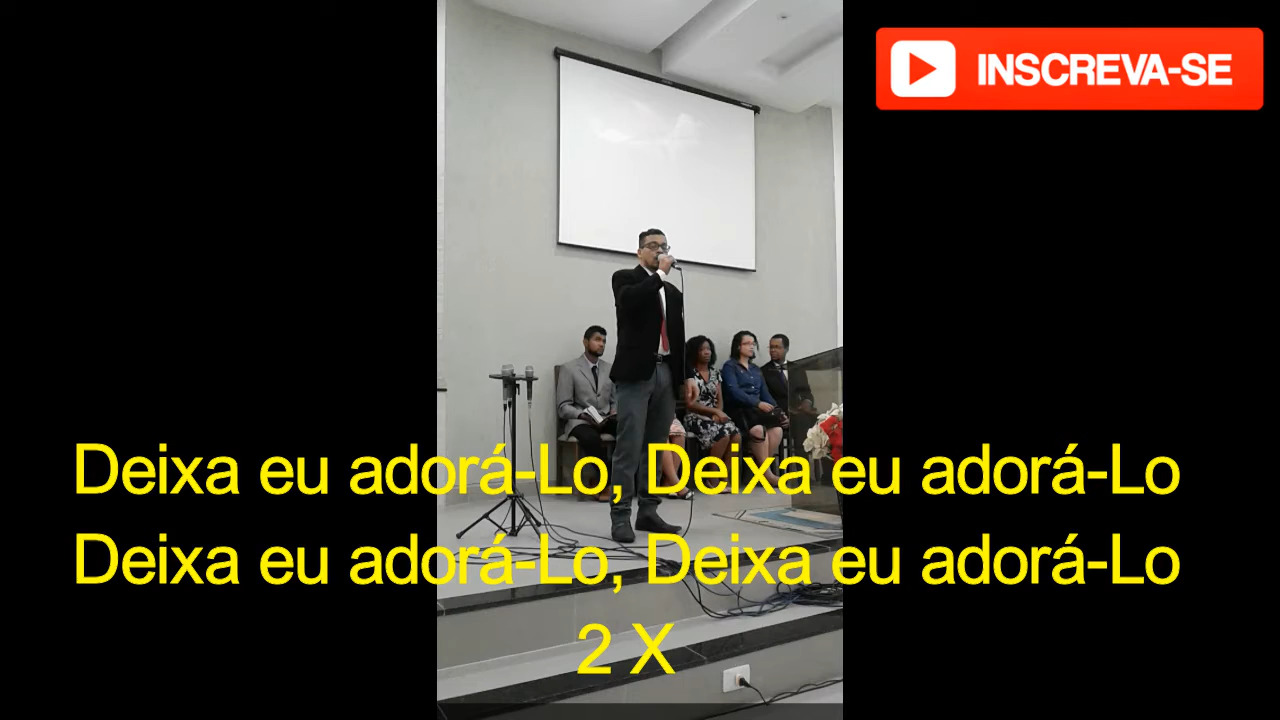 INSCREVA-SE
Deixa eu adorá-Lo, Deixa eu adorá-Lo
Deixa eu adorá-Lo, Deixa eu adorá-Lo
2 X